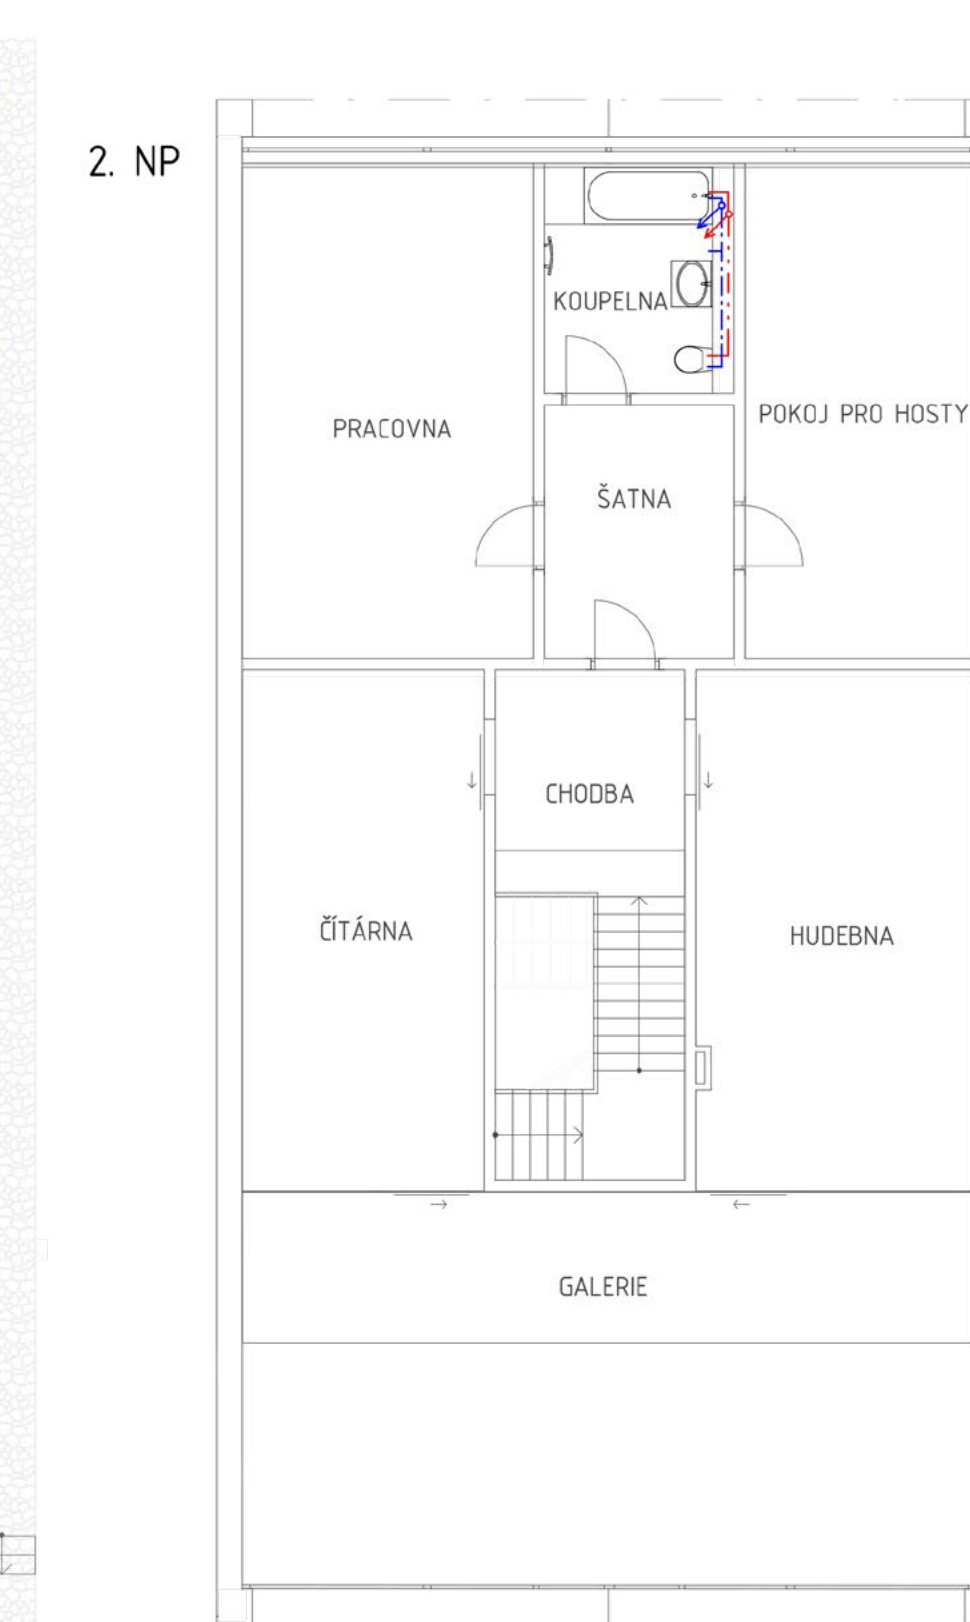 2. NP
KOUPELNA
PRACOVNA
POKOJ PRO HOSTY
ŠATNA
CHODBA
ČÍTÁRNA
HUDEBNA
GALERIE